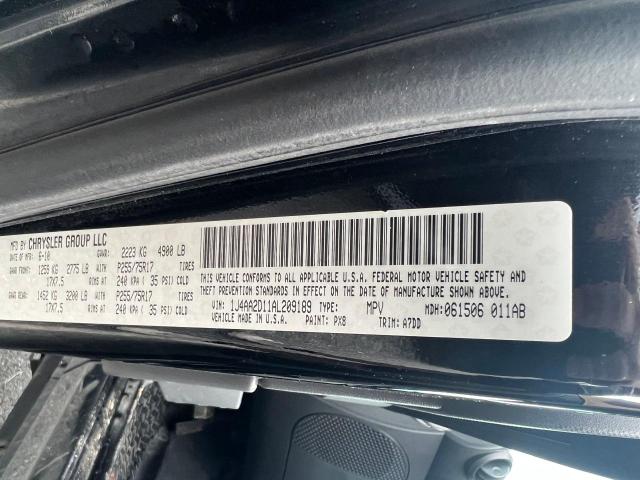 MFD BY CHRYSLER GROUP LLC
DATE OF MFR 6-10 GVWR: 2223 KG 4900 LB
GAWR FRONT 1259 KG 2775 LB WITH P255/75R17 TIRES
17X7.5 RIMS AT 240 KPA ( 35 PSI) COLD
GAWR REAR: 1452 KG 3200 LB WITH P255/75R17 TIRES
17X7.5 RIMS AT 240 KPA ( 35 PSI) COLD
THIS VEHICLE CONFORMS TO ALL APPLICABLE U.S.A. FEDERAL MOTOR VEHICLE SAFETY AND
THEFT PREVENTION STANDARDS IN EFFECT ON THE DATE OF MANUFACTURE SHOWN ABOVE.
VIN: 1J4AA2D11AL209189 TYPE: MPV MDH: 061506 011AB
VEHICLE MADE IN U.S.A. PAINT: PX8 TRIM: A7DD